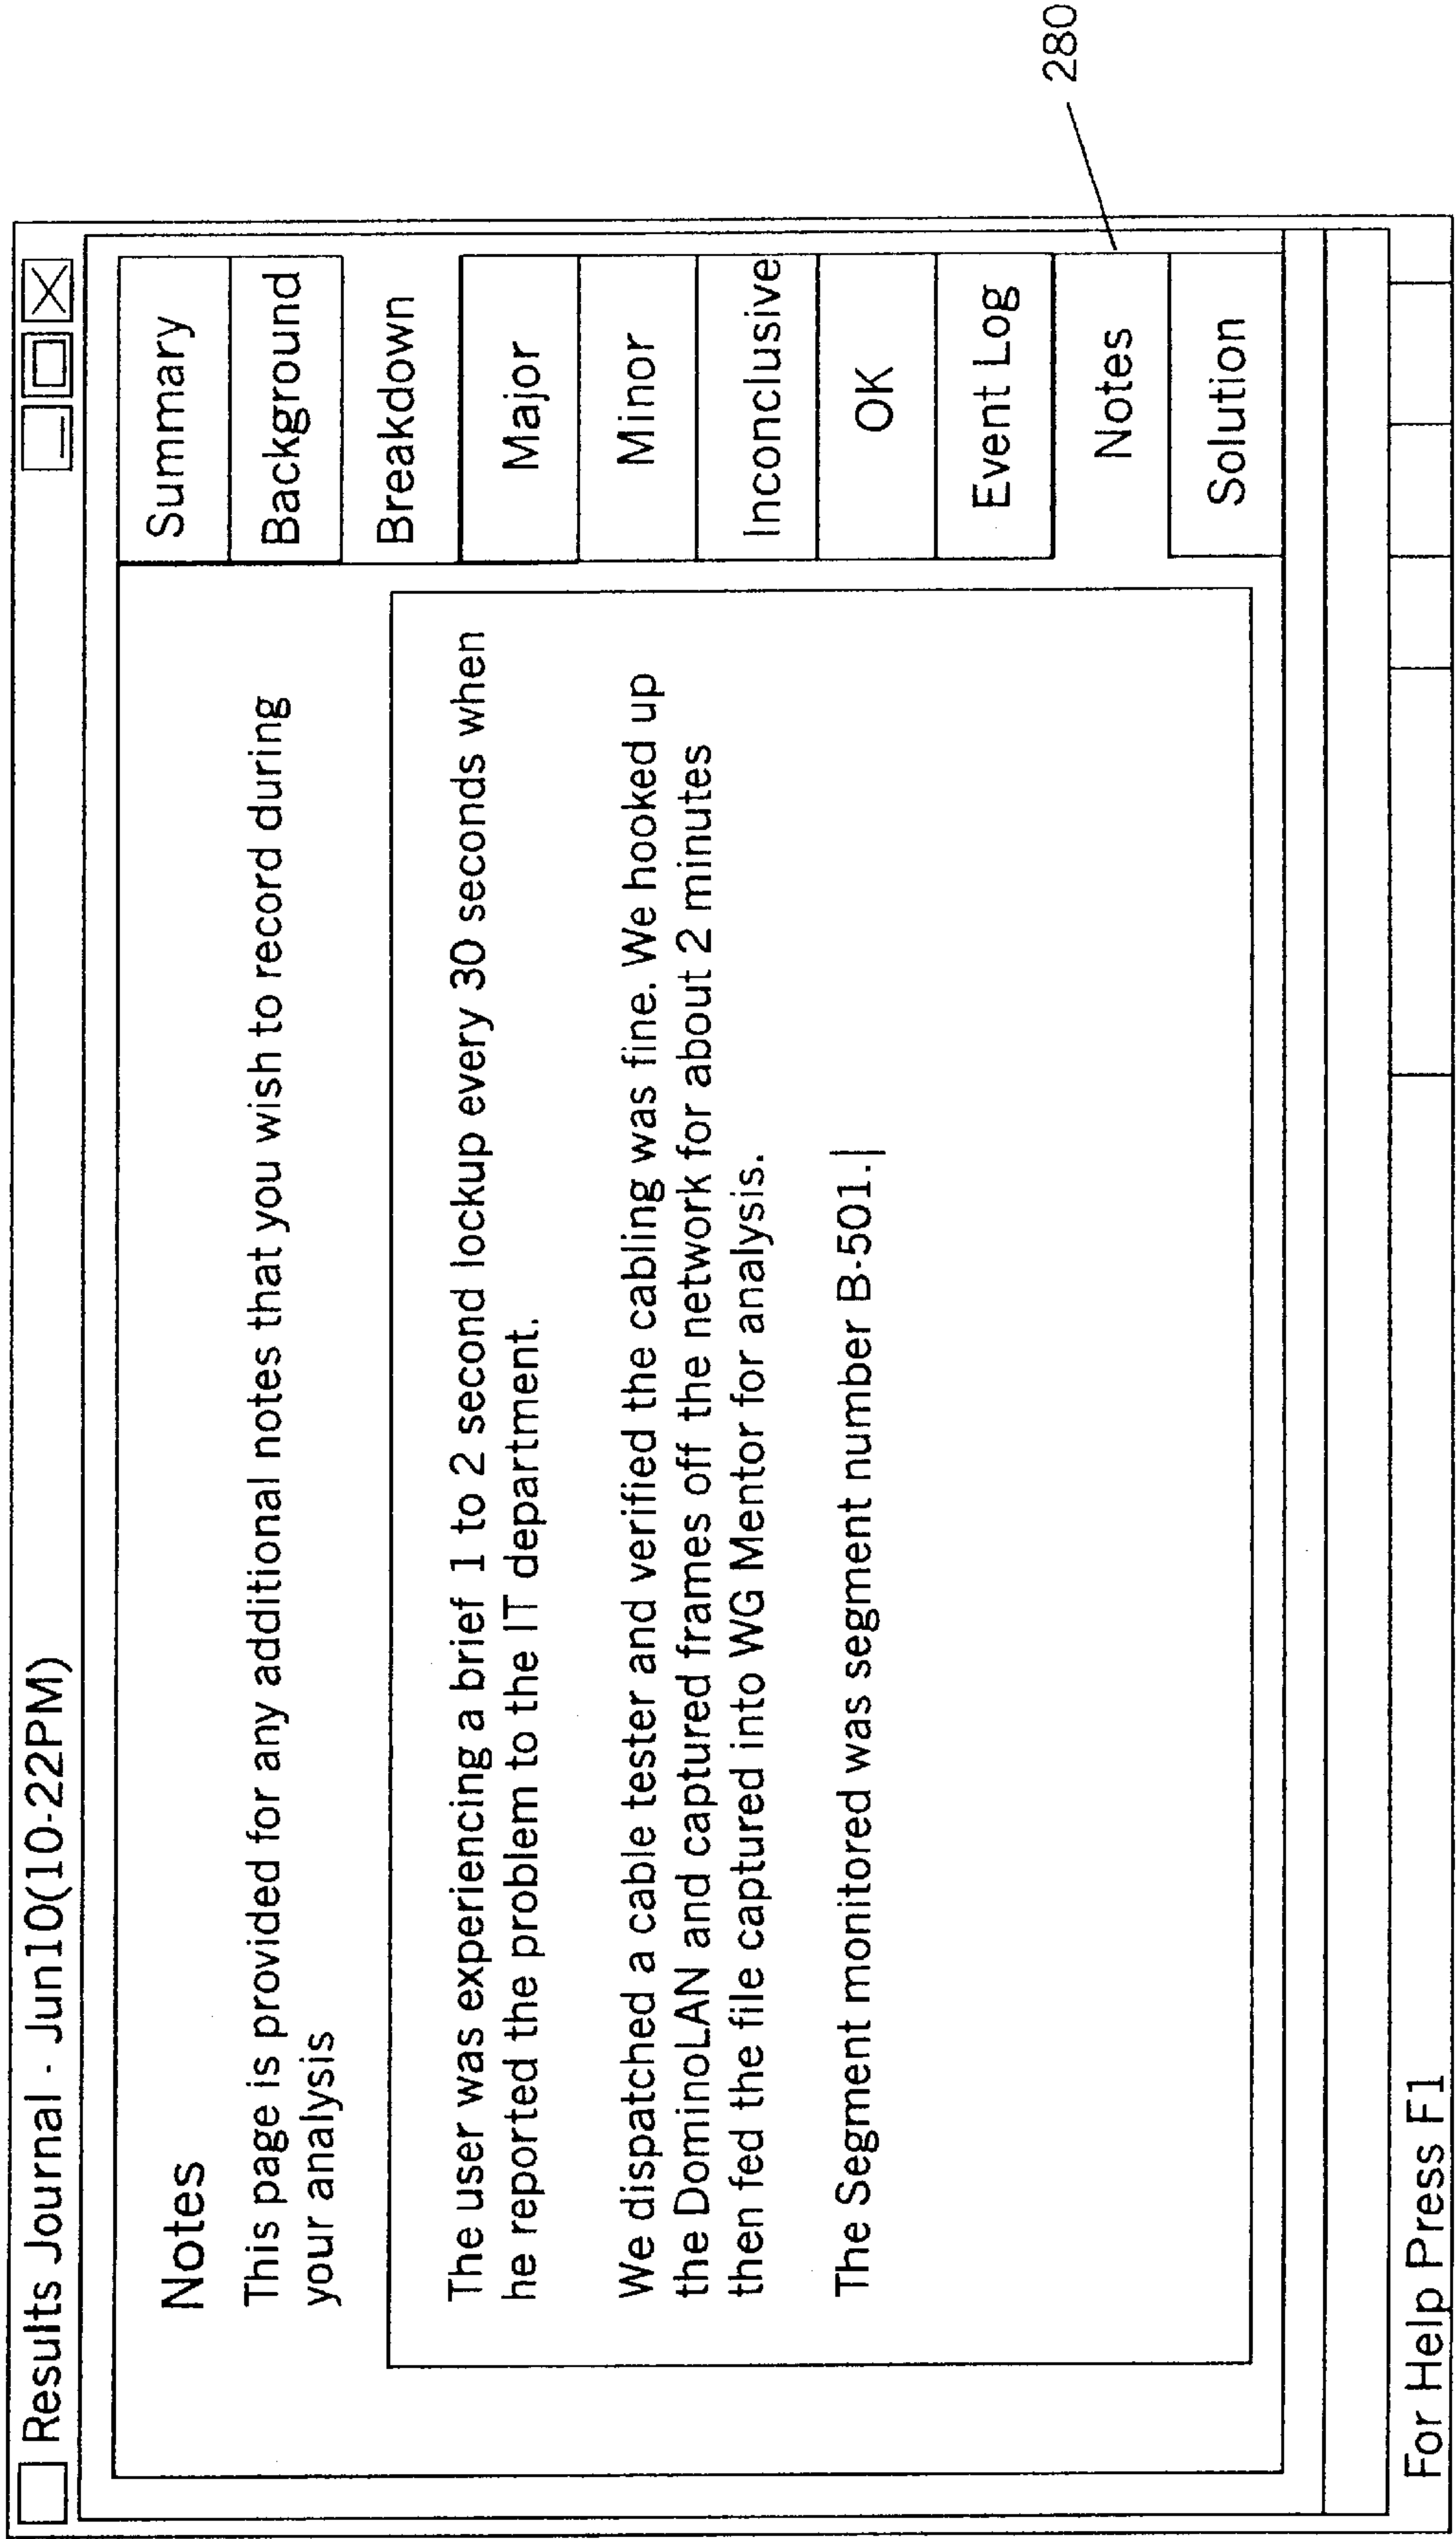 Results Journal - Jun10(10-22PM)
Notes
This page is provided for any additional notes that you wish to record during
your analysis
The user was experiencing a brief 1 to 2 second lockup every 30 seconds when
he reported the problem to the IT department.
We dispatched a cable tester and verified the cabling was fine. We hooked up
the DominoLAN and captured frames off the network for about 2 minutes
then fed the file captured into WG Mentor for analysis.
The Segment monitored was segment number B-501.
Summary
Background
Breakdown
Major
Minor
Inconclusive
OK
Event Log
Notes
Solution
280
For Help Press F1